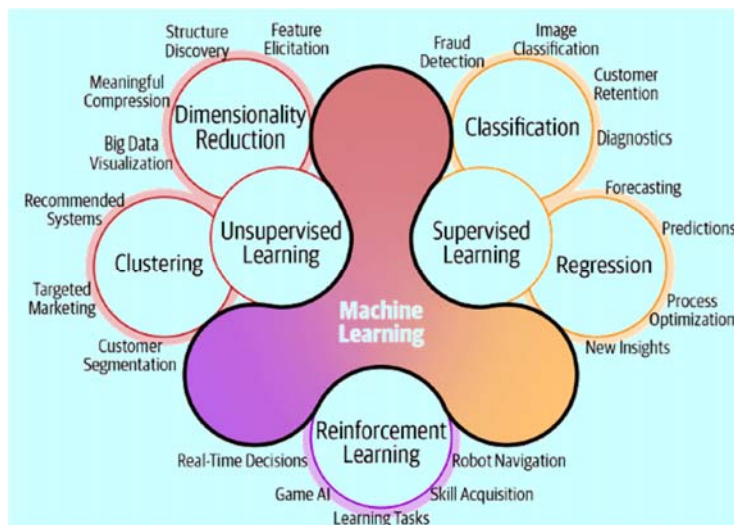 Structure
Discovery
Feature
Elicitation
Meaningful
Compression
Dimensionality
Reduction
Big Data
Visualization
Recommended
Systems
Unsupervised
Learning
Clustering
Targeted
Marketing
Customer
Segmentation
Fraud
Detection
Image
Classification
Customer
Retention
Classification
Diagnostics
Forecasting
Supervised
Learning
Predictions
Regression
Process
Optimization
New Insights
Machine
Learning
Reinforcement
Learning
Real-Time Decisions
Robot Navigation
Game AI
Skill Acquisition
Learning Tasks